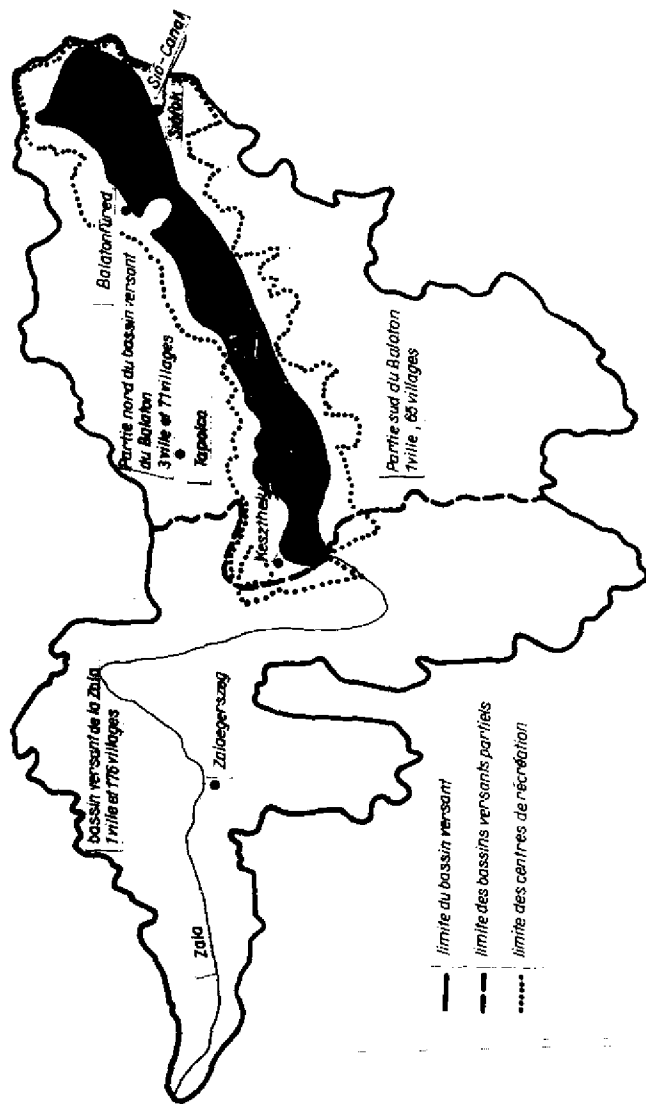 bassin versant de la Zala
1 ville et 176 villages
Zala
Zalaegerszeg
Partie nord du bassin versant
du Balaton
3 ville et 77 villages
Tapolca
Balatonfüred
Keszthely
Siófok
Sió-Canal
Partie sud du Balaton
1 ville, 65 villages
limite du bassin versant
limite des bassins versants partiels
limite des centres de récréation